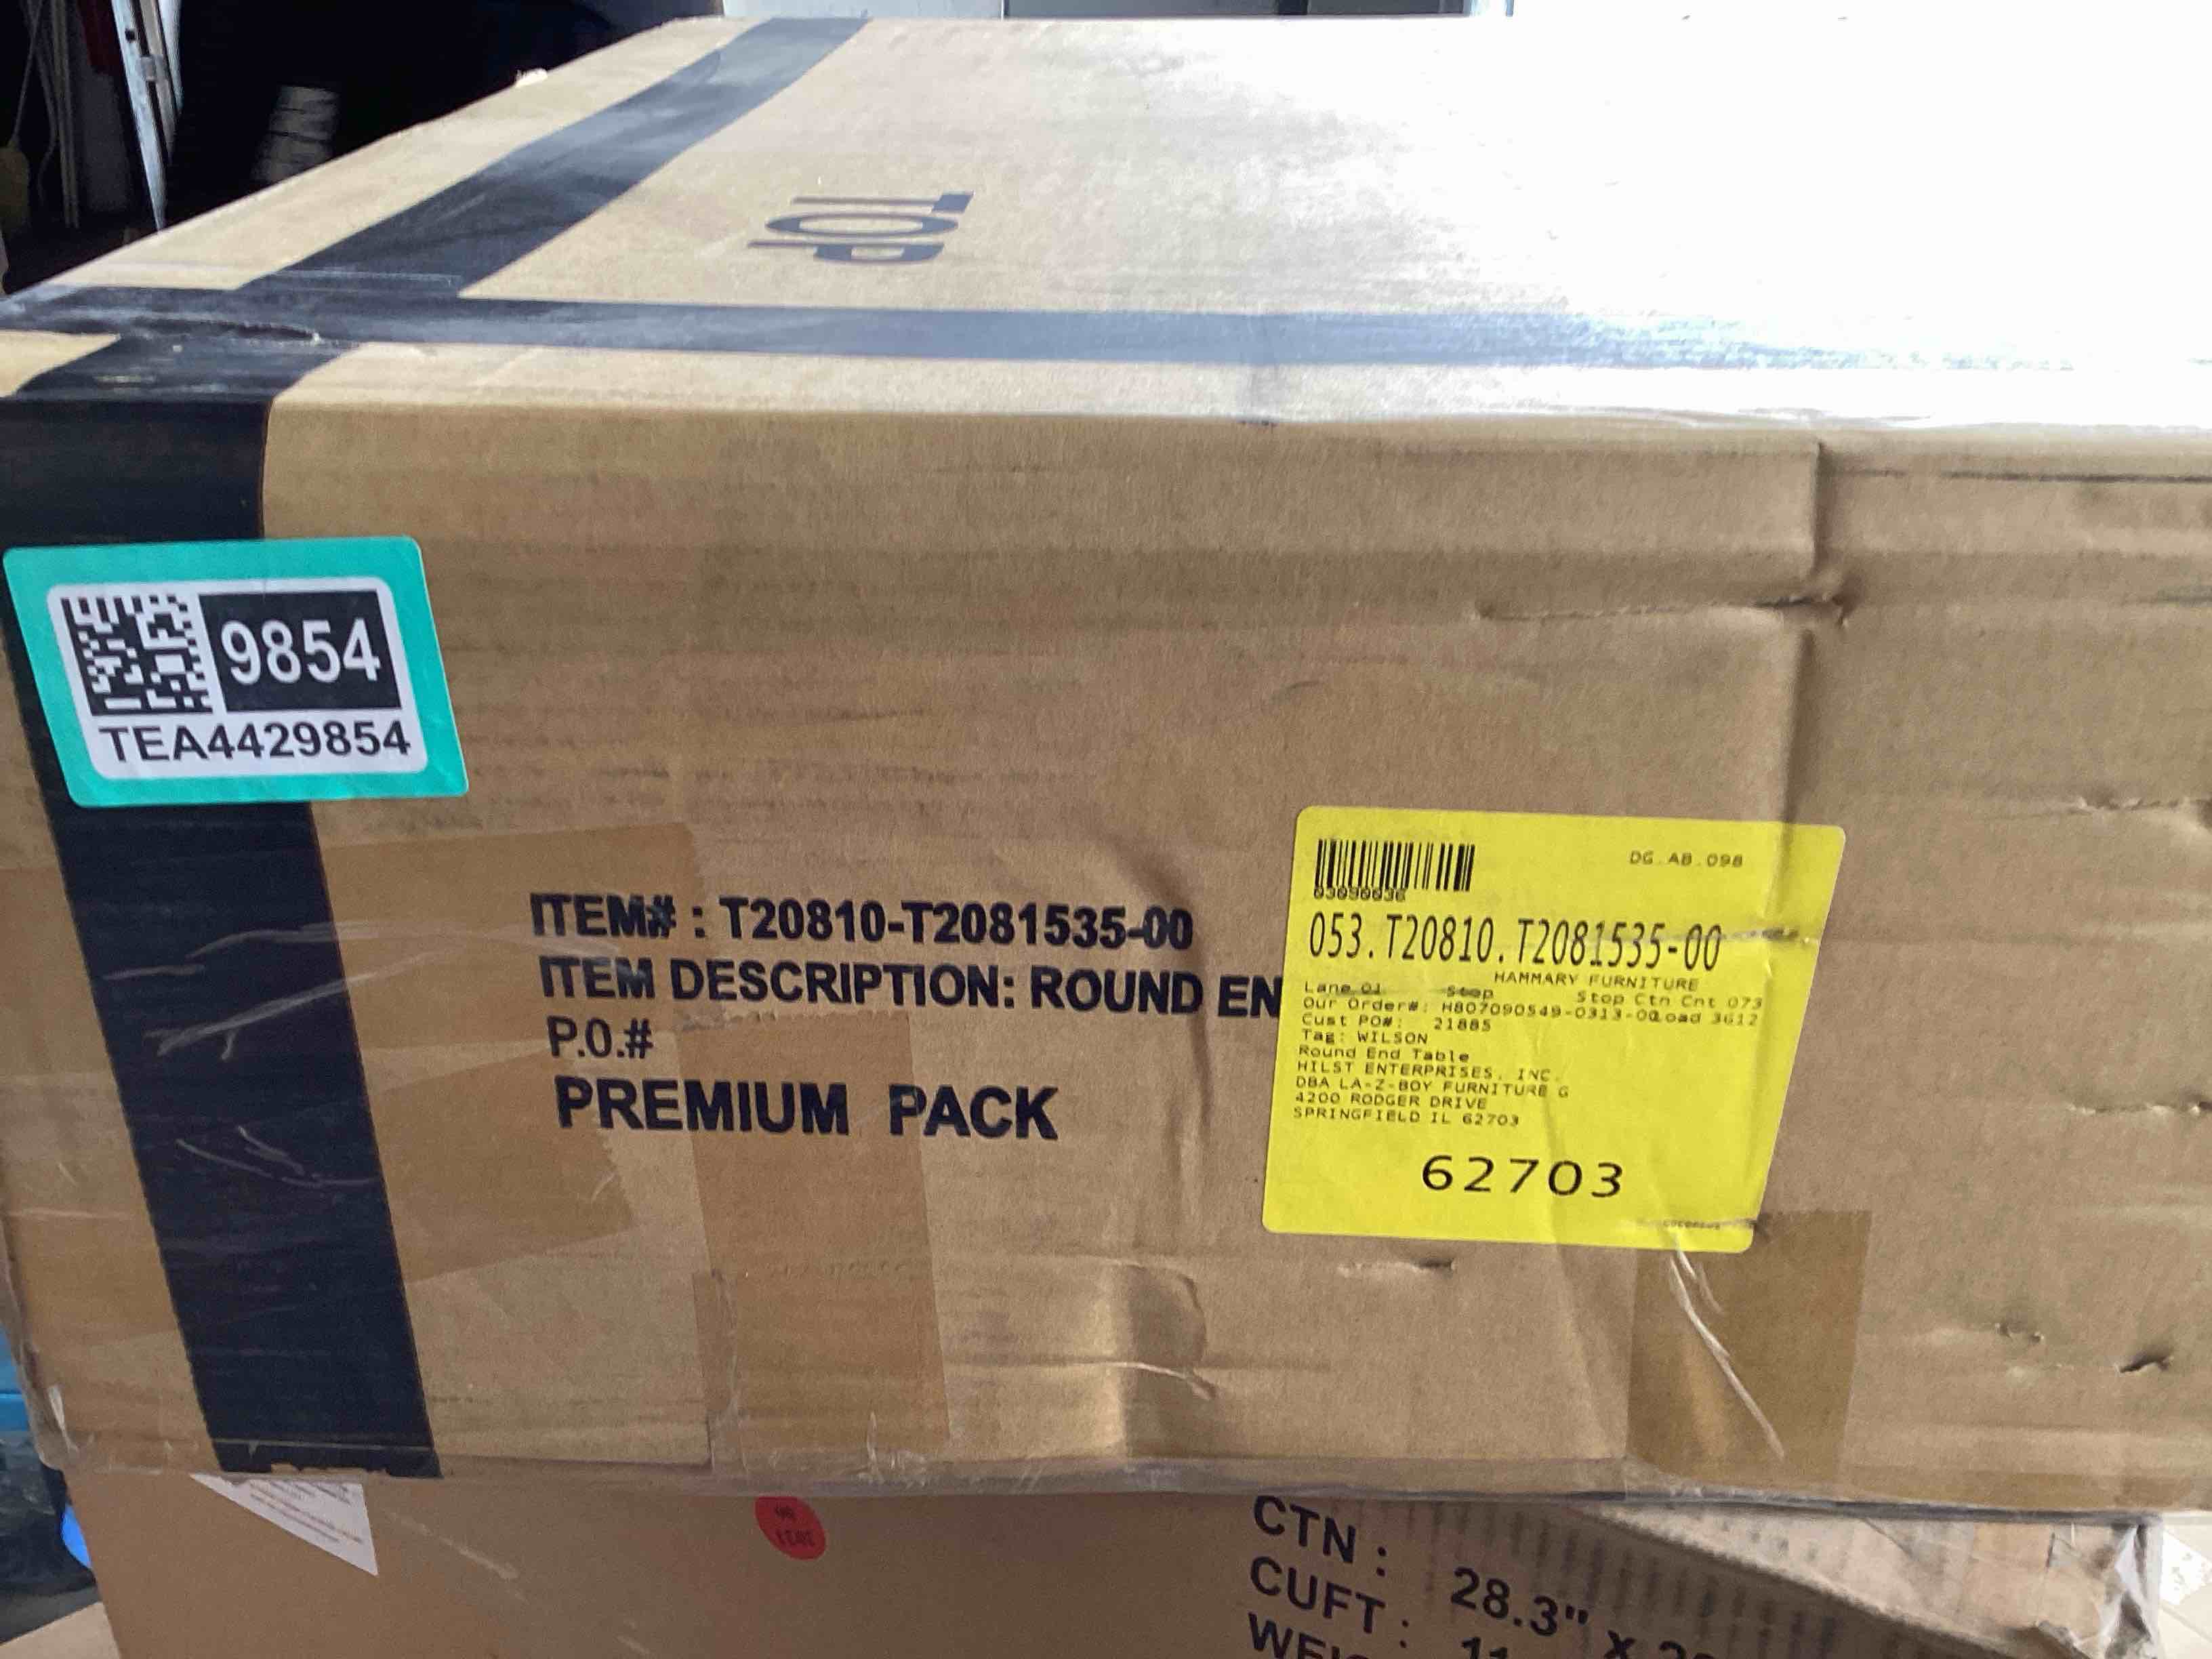 TOP
9854
TEA4429854
ITEM# : T20810-T2081535-00
ITEM DESCRIPTION: ROUND EN
P.O.#
PREMIUM PACK
DG.AB.098
03090036
053.T20810.T2081535-00
HAMMARY FURNITURE
Lane 01 Stop Stop Ctn Cnt 073
Our Order#: H807090549-0313-00Load 3612
Cust PO#: 21885
Tag: WILSON
Round End Table
HILST ENTERPRISES, INC.
DBA LA-Z-BOY FURNITURE G
4200 RODGER DRIVE
SPRINGFIELD IL 62703
62703
CTN :
CUFT : 28.3" X
11